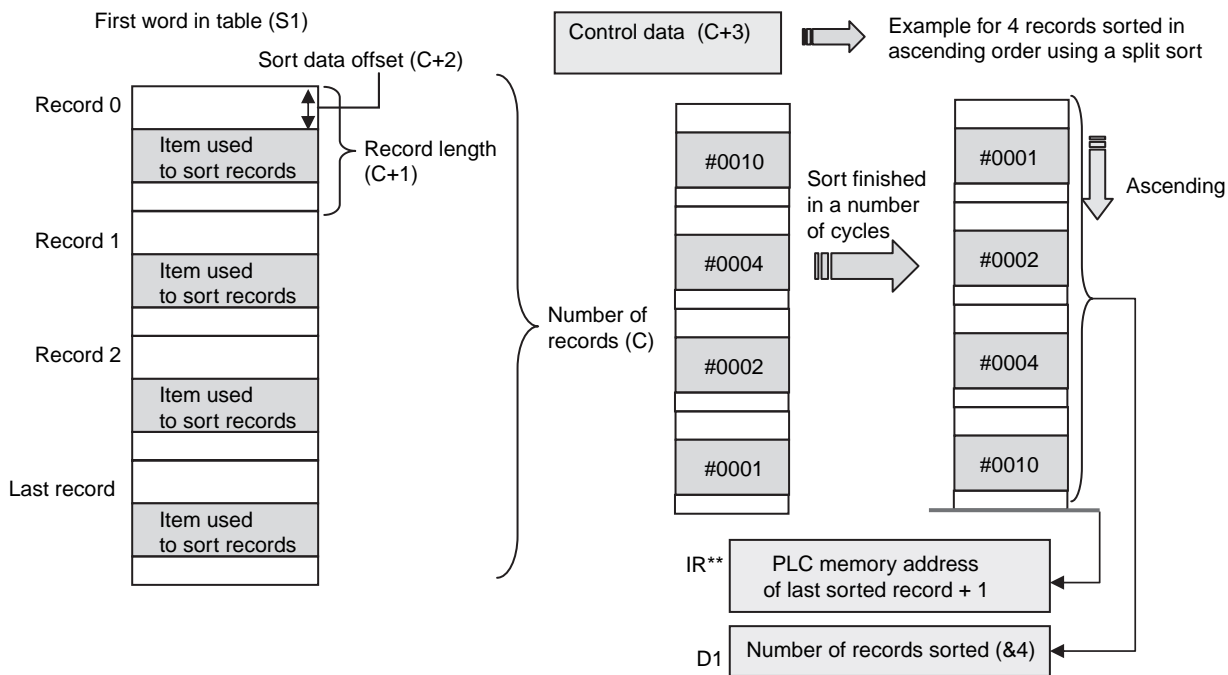 First word in table (S1)
Sort data offset (C+2)
Record 0
Item used
to sort records
Record length
(C+1)
Record 1
Item used
to sort records
Record 2
Item used
to sort records
Last record
Item used
to sort records
Number of
records (C)
Control data  (C+3)
Example for 4 records sorted in
ascending order using a split sort
#0010
#0004
#0002
#0001
Sort finished
in a number
of cycles
#0001
#0002
#0004
#0010
Ascending
IR**
PLC memory address
of last sorted record + 1
D1
Number of records sorted (&4)